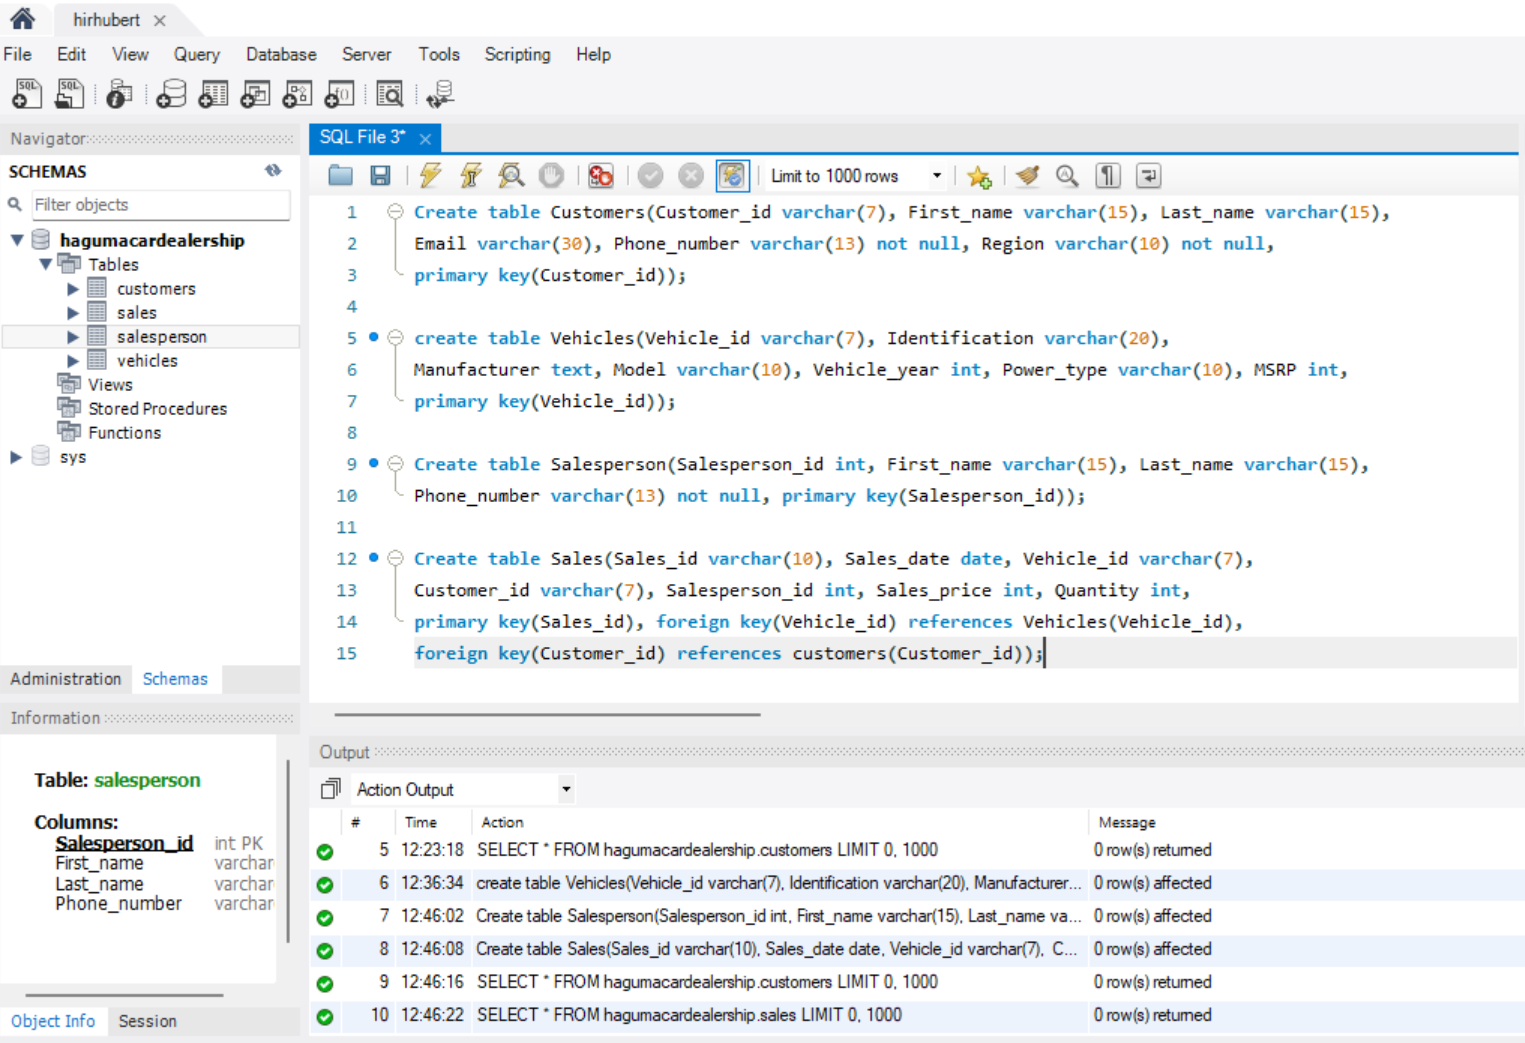 hirhubert
File Edit View Query Database Server Tools Scripting Help
Navigator
SCHEMAS
Filter objects
hagumacardealership
Tables
customers
sales
salesperson
vehicles
Views
Stored Procedures
Functions
sys
Administration Schemas
Information
Table: salesperson
Columns:
Salesperson_id int PK
First_name varchar
Last_name varchar
Phone_number varchar
Object Info Session
SQL File 3*
Limit to 1000 rows
1 Create table Customers(Customer_id varchar(7), First_name varchar(15), Last_name varchar(15),
2 Email varchar(30), Phone_number varchar(13) not null, Region varchar(10) not null,
3 primary key(Customer_id));
4
5 create table Vehicles(Vehicle_id varchar(7), Identification varchar(20),
6 Manufacturer text, Model varchar(10), Vehicle_year int, Power_type varchar(10), MSRP int,
7 primary key(Vehicle_id));
8
9 Create table Salesperson(Salesperson_id int, First_name varchar(15), Last_name varchar(15),
10 Phone_number varchar(13) not null, primary key(Salesperson_id));
11
12 Create table Sales(Sales_id varchar(10), Sales_date date, Vehicle_id varchar(7),
13 Customer_id varchar(7), Salesperson_id int, Sales_price int, Quantity int,
14 primary key(Sales_id), foreign key(Vehicle_id) references Vehicles(Vehicle_id),
15 foreign key(Customer_id) references customers(Customer_id));
Output
Action Output
# Time Action Message
5 12:23:18 SELECT * FROM hagumacardealership.customers LIMIT 0, 1000 0 row(s) returned
6 12:36:34 create table Vehicles(Vehicle_id varchar(7), Identification varchar(20), Manufacturer... 0 row(s) affected
7 12:46:02 Create table Salesperson(Salesperson_id int, First_name varchar(15), Last_name va... 0 row(s) affected
8 12:46:08 Create table Sales(Sales_id varchar(10), Sales_date date, Vehicle_id varchar(7), C... 0 row(s) affected
9 12:46:16 SELECT * FROM hagumacardealership.customers LIMIT 0, 1000 0 row(s) returned
10 12:46:22 SELECT * FROM hagumacardealership.sales LIMIT 0, 1000 0 row(s) returned